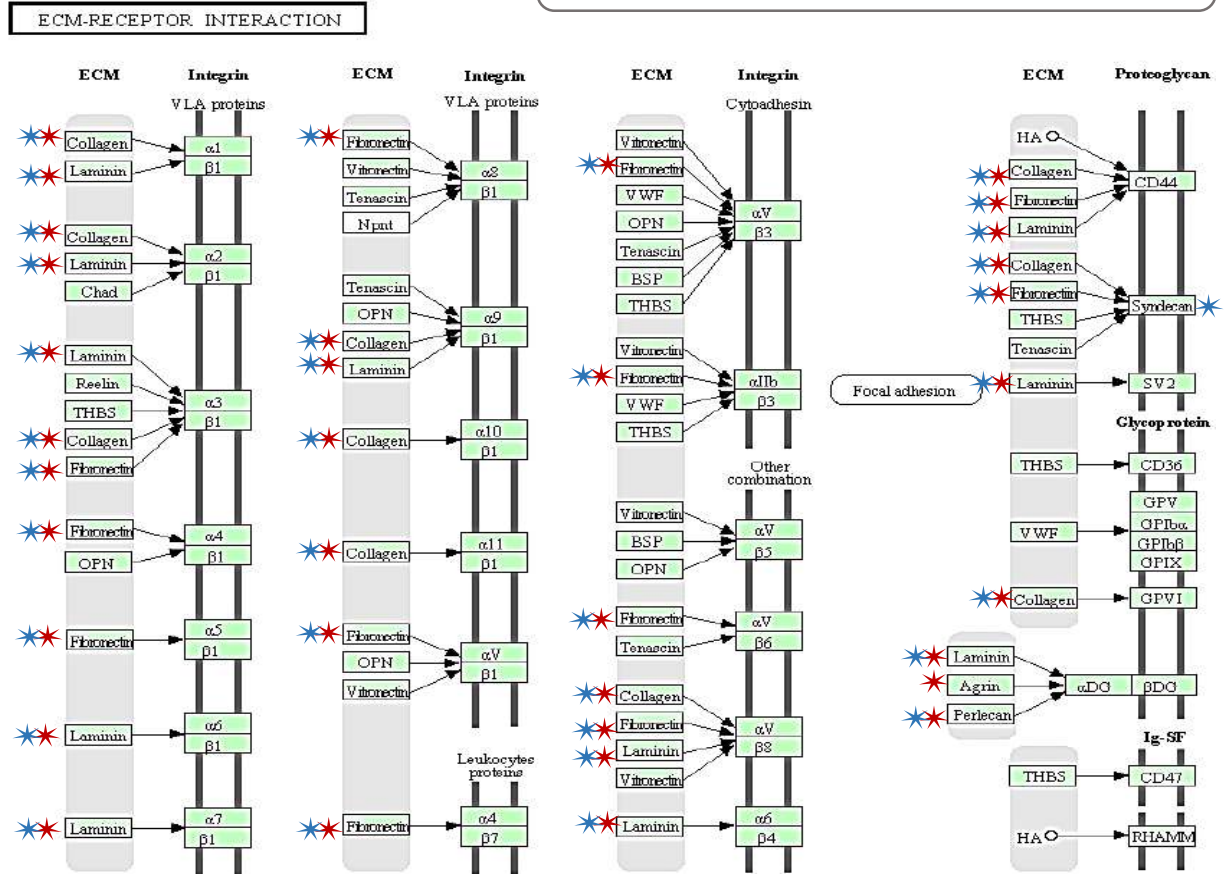 ECM-RECEPTOR INTERACTION
ECM
Integrin
VLA proteins
Collagen
Laminin
α1
β1
Collagen
Laminin
Chad
α2
β1
Laminin
Reelin
THBS
Collagen
Fibronectin
α3
β1
Fibronectin
OPN
α4
β1
Fibronectin
α5
β1
Laminin
α6
β1
Laminin
α7
β1
ECM
Integrin
VLA proteins
Fibronectin
Vitronectin
Tenascin
Npnt
α8
β1
Tenascin
OPN
Collagen
Laminin
α9
β1
Collagen
α10
β1
Collagen
α11
β1
Fibronectin
OPN
Vitronectin
αV
β1
Leukocytes
proteins
Fibronectin
α4
β7
ECM
Integrin
Cytoadhesin
Vitronectin
Fibronectin
VWF
OPN
Tenascin
BSP
THBS
αV
β3
Vitronectin
Fibronectin
VWF
THBS
αIIb
β3
Other
combination
Vitronectin
BSP
OPN
αV
β5
Fibronectin
Tenascin
αV
β6
Collagen
Fibronectin
Laminin
Vitronectin
αV
β8
Laminin
α6
β4
ECM
Proteoglycan
HA
Collagen
Fibronectin
Laminin
CD44
Collagen
Fibronectiin
THBS
Tenascin
Syndecan
Focal adhesion
Laminin
SV2
Glycoprotein
THBS
CD36
VWF
GPV
GPIbα
GPIbβ
GPIX
Collagen
GPVI
Laminin
Agrin
Perlecan
αDG
βDG
Ig-SF
THBS
CD47
HA
RHAMM